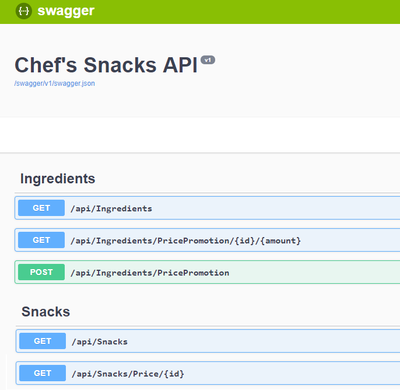 {···} swagger
Chef's Snacks API v1
/swagger/v1/swagger.json
Ingredients
GET /api/Ingredients
GET /api/Ingredients/PricePromotion/{id}/{amount}
POST /api/Ingredients/PricePromotion
Snacks
GET /api/Snacks
GET /api/Snacks/Price/{id}